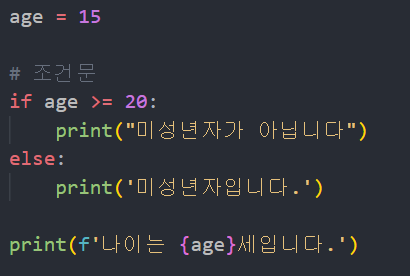 age = 15

# 조건문
if age >= 20:
    print("미성년자가 아닙니다")
else:
    print('미성년자입니다.')

print(f'나이는 {age}세입니다.')